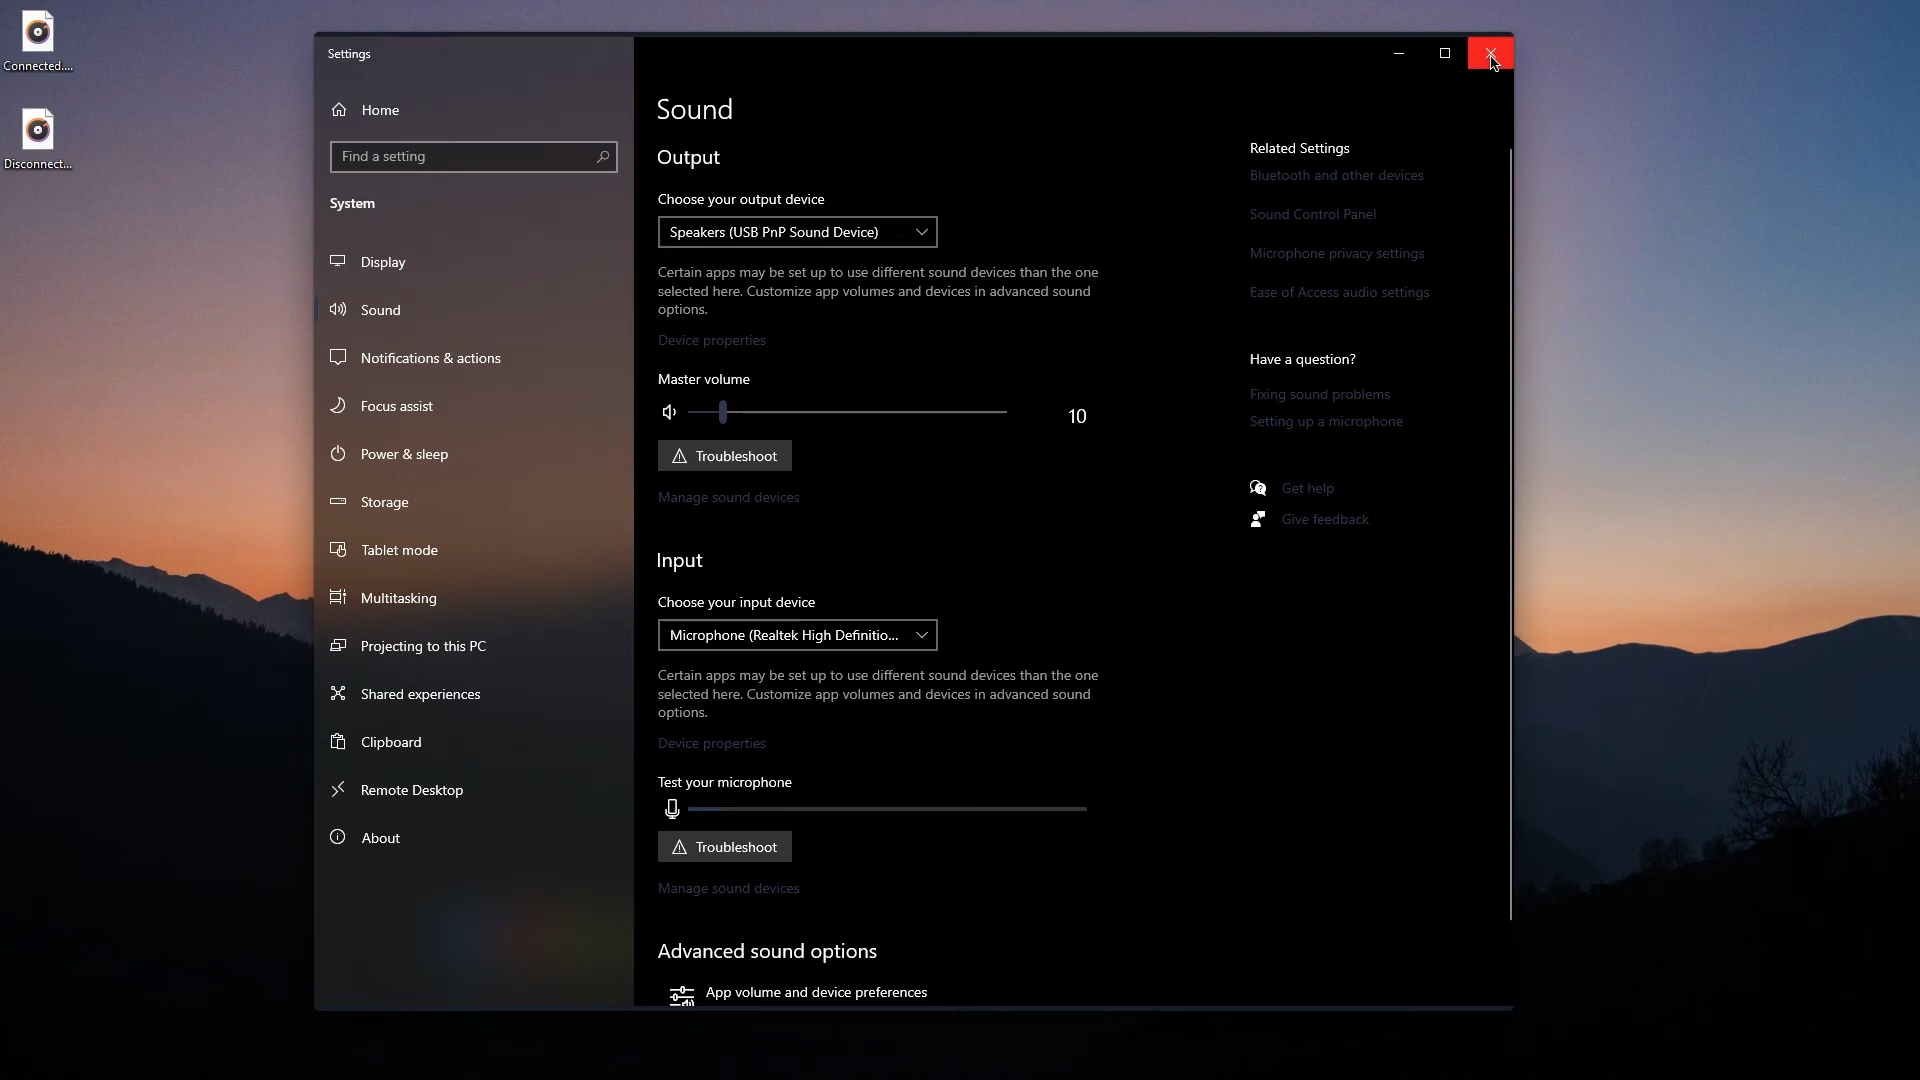 Connected....
Disconnect...
Settings
Home
Find a setting
System
Display
Sound
Notifications & actions
Focus assist
Power & sleep
Storage
Tablet mode
Multitasking
Projecting to this PC
Shared experiences
Clipboard
Remote Desktop
About
Sound
Output
Choose your output device
Speakers (USB PnP Sound Device)
Certain apps may be set up to use different sound devices than the one
selected here. Customize app volumes and devices in advanced sound
options.
Device properties
Master volume
10
Troubleshoot
Manage sound devices
Input
Choose your input device
Microphone (Realtek High Definitio...
Certain apps may be set up to use different sound devices than the one
selected here. Customize app volumes and devices in advanced sound
options.
Device properties
Test your microphone
Troubleshoot
Manage sound devices
Advanced sound options
App volume and device preferences
Related Settings
Bluetooth and other devices
Sound Control Panel
Microphone privacy settings
Ease of Access audio settings
Have a question?
Fixing sound problems
Setting up a microphone
Get help
Give feedback